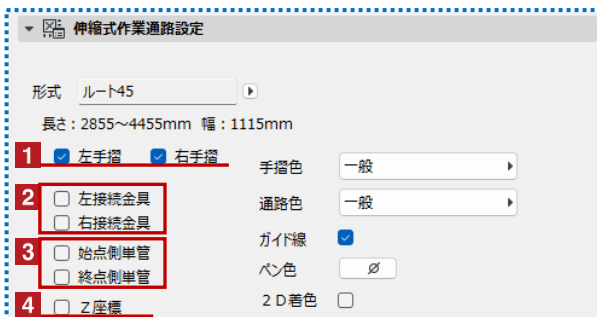 伸縮式作業通路設定
形式 ルート45
長さ：2855～4455mm 幅：1115mm
1 左手摺 右手摺
手摺色 一般
2 左接続金具
右接続金具
通路色 一般
3 始点側単管
終点側単管
ガイド線
ペン色
4 Z座標
2D着色